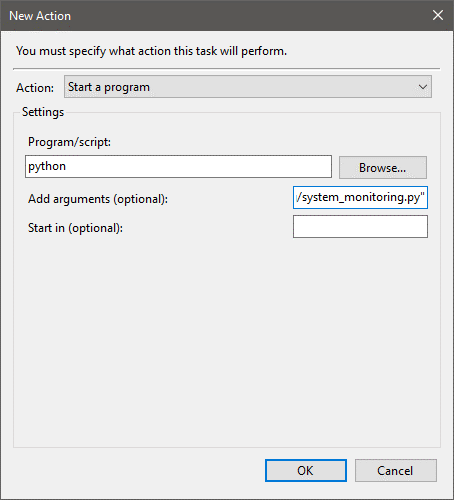 New Action
You must specify what action this task will perform.
Action: Start a program
Settings
Program/script:
python Browse...
Add arguments (optional): /system_monitoring.py"
Start in (optional):
OK Cancel